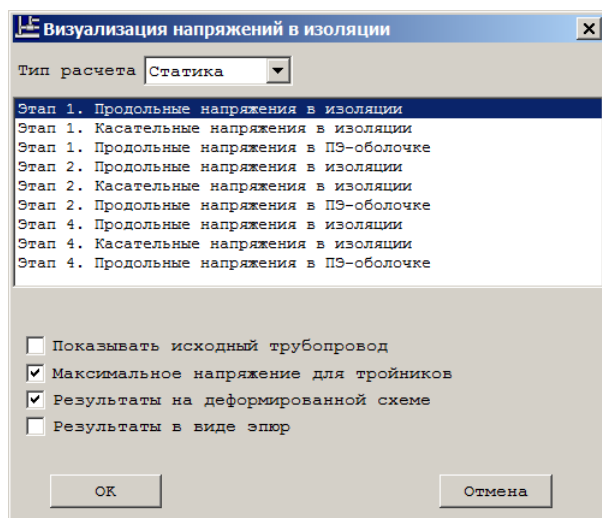 Визуализация напряжений в изоляции
Тип расчета Статика
Этап 1. Продольные напряжения в изоляции
Этап 1. Касательные напряжения в изоляции
Этап 1. Продольные напряжения в ПЭ-оболочке
Этап 2. Продольные напряжения в изоляции
Этап 2. Касательные напряжения в изоляции
Этап 2. Продольные напряжения в ПЭ-оболочке
Этап 4. Продольные напряжения в изоляции
Этап 4. Касательные напряжения в изоляции
Этап 4. Продольные напряжения в ПЭ-оболочке
Показывать исходный трубопровод
Максимальное напряжение для тройников
Результаты на деформированной схеме
Результаты в виде эпюр
ОК Отмена